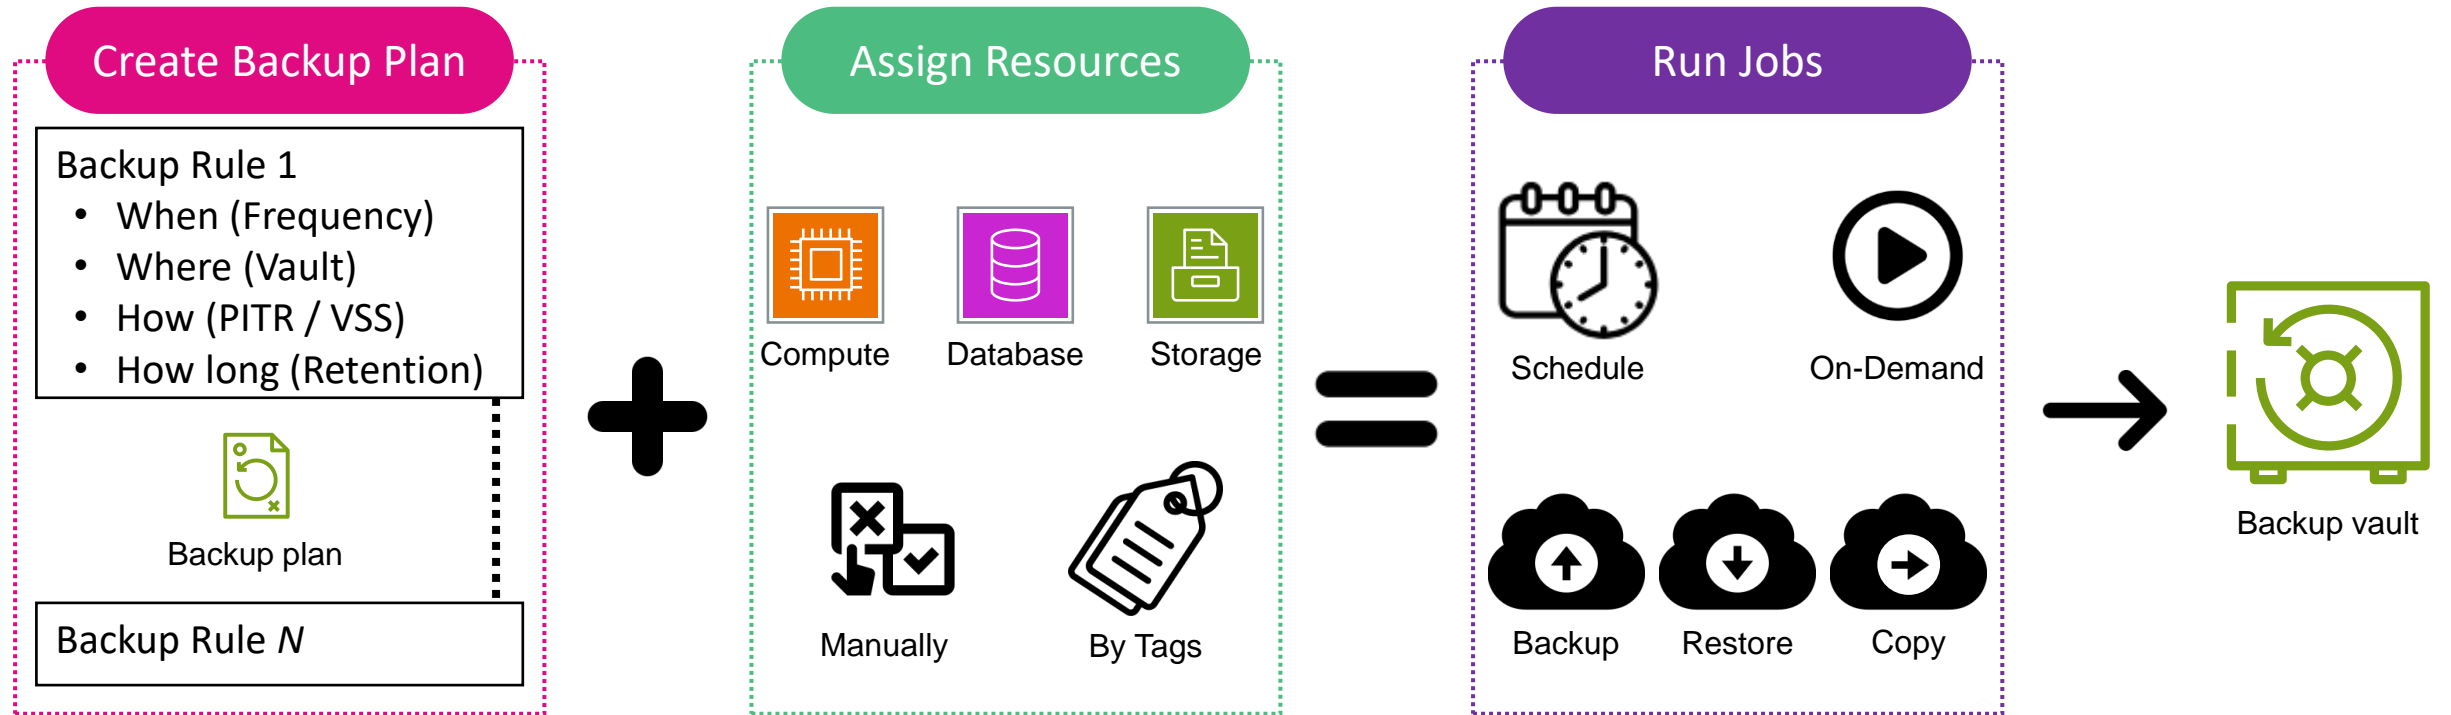 Create Backup Plan
Backup Rule 1
• When (Frequency)
• Where (Vault)
• How (PITR / VSS)
• How long (Retention)
Backup plan
Backup Rule N
Assign Resources
Compute
Database
Storage
Manually
By Tags
Run Jobs
Schedule
On-Demand
Backup
Restore
Copy
Backup vault